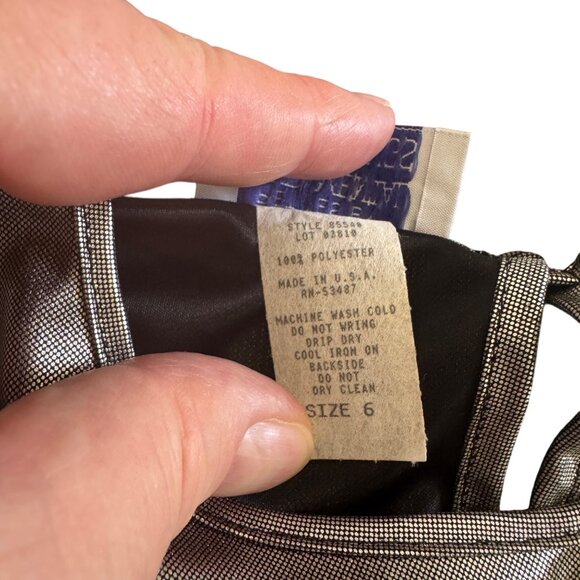 STYLE 85540
LOT 03810
100% POLYESTER
MADE IN U.S.A.
RN-53487
MACHINE WASH COLD
DO NOT WRING
DRIP DRY
COOL IRON ON
BACKSIDE
DO NOT
DRY CLEAN
SIZE 6